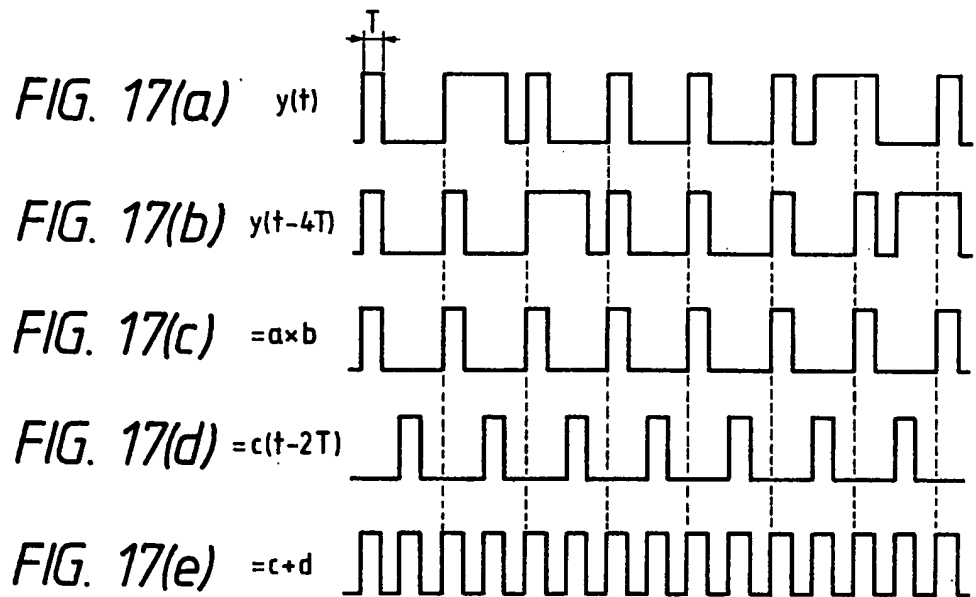 T
FIG. 17(a) y(t)
FIG. 17(b) y(t-4T)
FIG. 17(c) =a×b
FIG. 17(d) =c(t-2T)
FIG. 17(e) =c+d